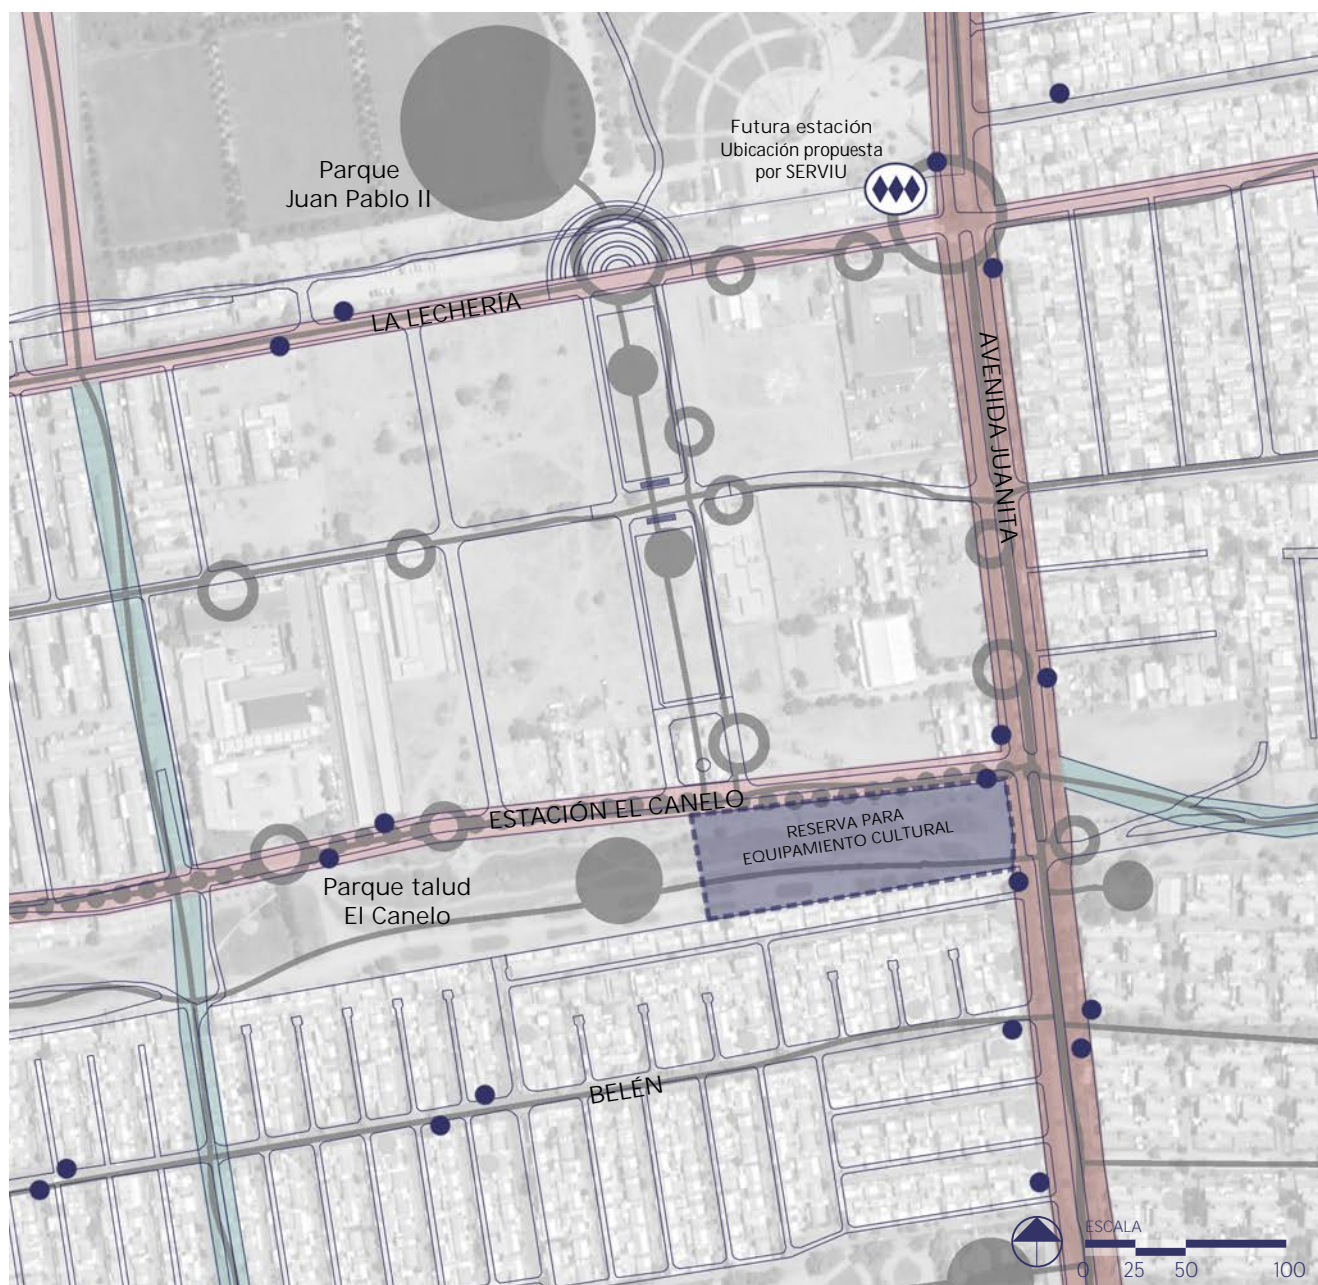 Futura estación
Ubicación propuesta
por SERVIU
Parque
Juan Pablo II
LA LECHERÍA
AVENIDA JUANITA
ESTACIÓN EL CANELO
RESERVA PARA
EQUIPAMIENTO CULTURAL
Parque talud
El Canelo
BELÉN
ESCALA
0 25 50 100